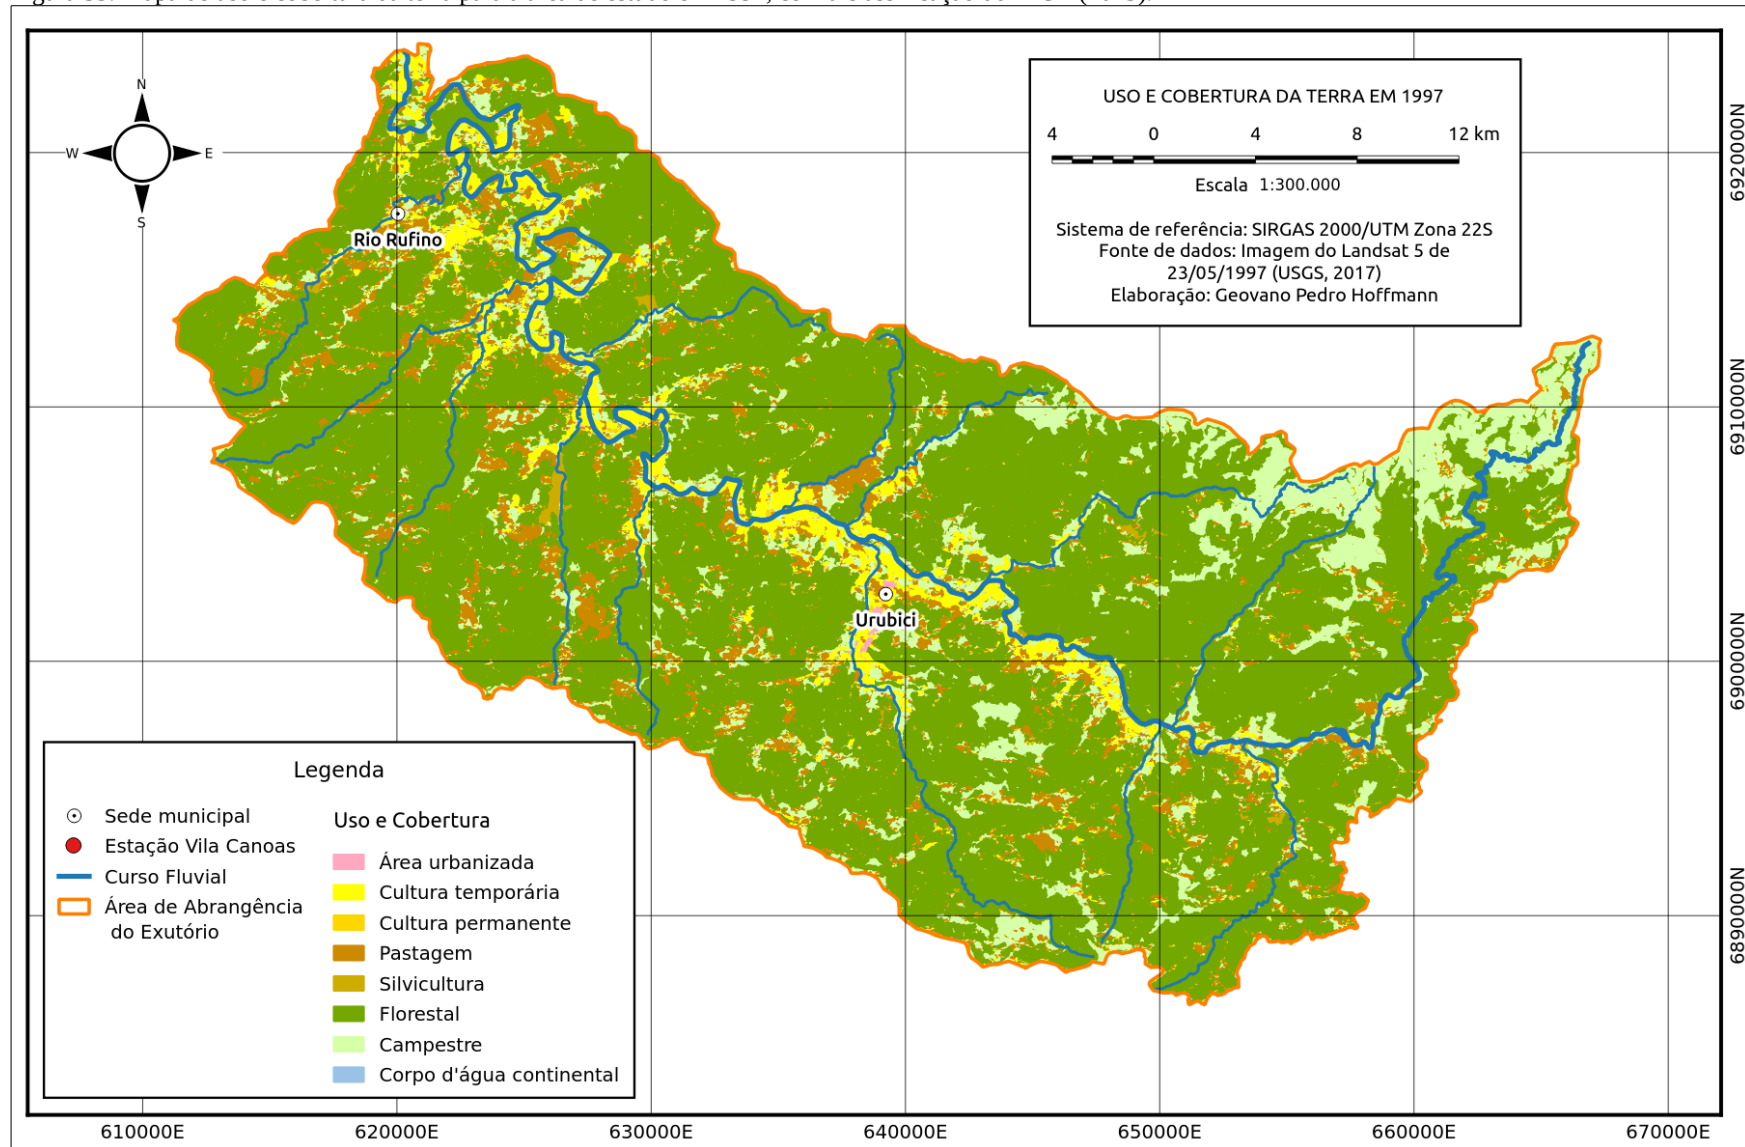 N
W
E
S
USO E COBERTURA DA TERRA EM 1997
4 0 4 8 12 km
Escala 1:300.000
Sistema de referência: SIRGAS 2000/UTM Zona 22S
Fonte de dados: Imagem do Landsat 5 de
23/05/1997 (USGS, 2017)
Elaboração: Geovano Pedro Hoffmann
Rio Rufino
Urubici
Legenda
Sede municipal
Estação Vila Canoas
Curso Fluvial
Área de Abrangência
do Exutório
Uso e Cobertura
Área urbanizada
Cultura temporária
Cultura permanente
Pastagem
Silvicultura
Florestal
Campestre
Corpo d'água continental
6920000N
6910000N
6900000N
6890000N
610000E 620000E 630000E 640000E 650000E 660000E 670000E